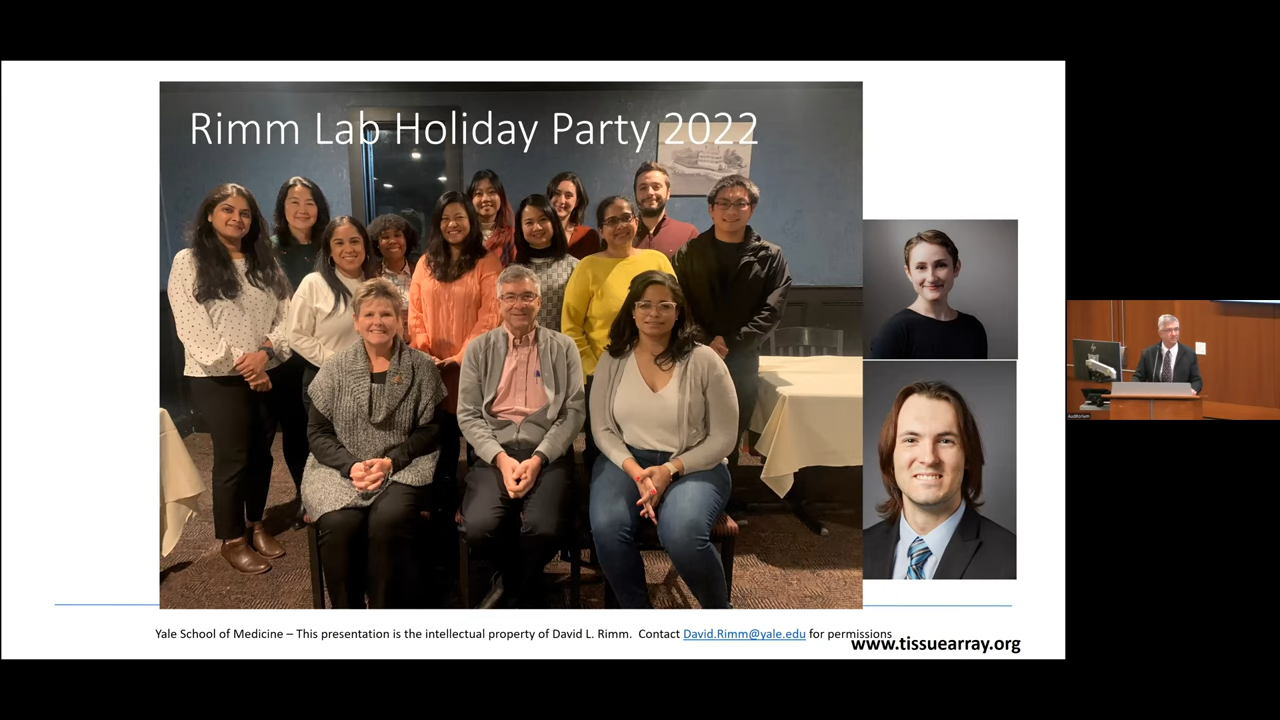 Rimm Lab Holiday Party 2022
Yale School of Medicine – This presentation is the intellectual property of David L. Rimm. Contact David.Rimm@yale.edu for permissions
www.tissuearray.org
Auditorium